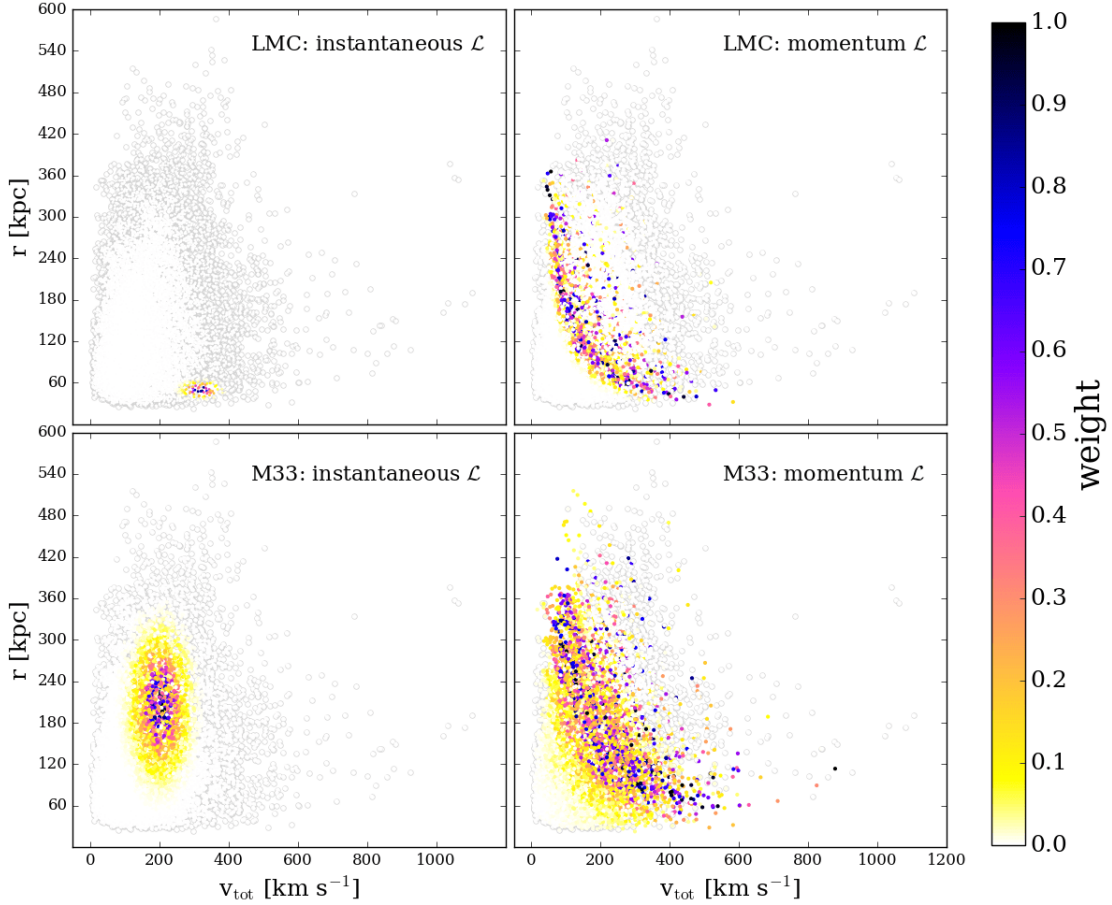 600
540
480
420
360
300
240
180
120
60
r [kpc]
LMC: instantaneous ℒ
LMC: momentum ℒ
600
540
480
420
360
300
240
180
120
60
r [kpc]
M33: instantaneous ℒ
M33: momentum ℒ
0 200 400 600 800 1000
0 200 400 600 800 1000 1200
v_tot [km s⁻¹]
v_tot [km s⁻¹]
1.0
0.9
0.8
0.7
0.6
0.5
0.4
0.3
0.2
0.1
0.0
weight